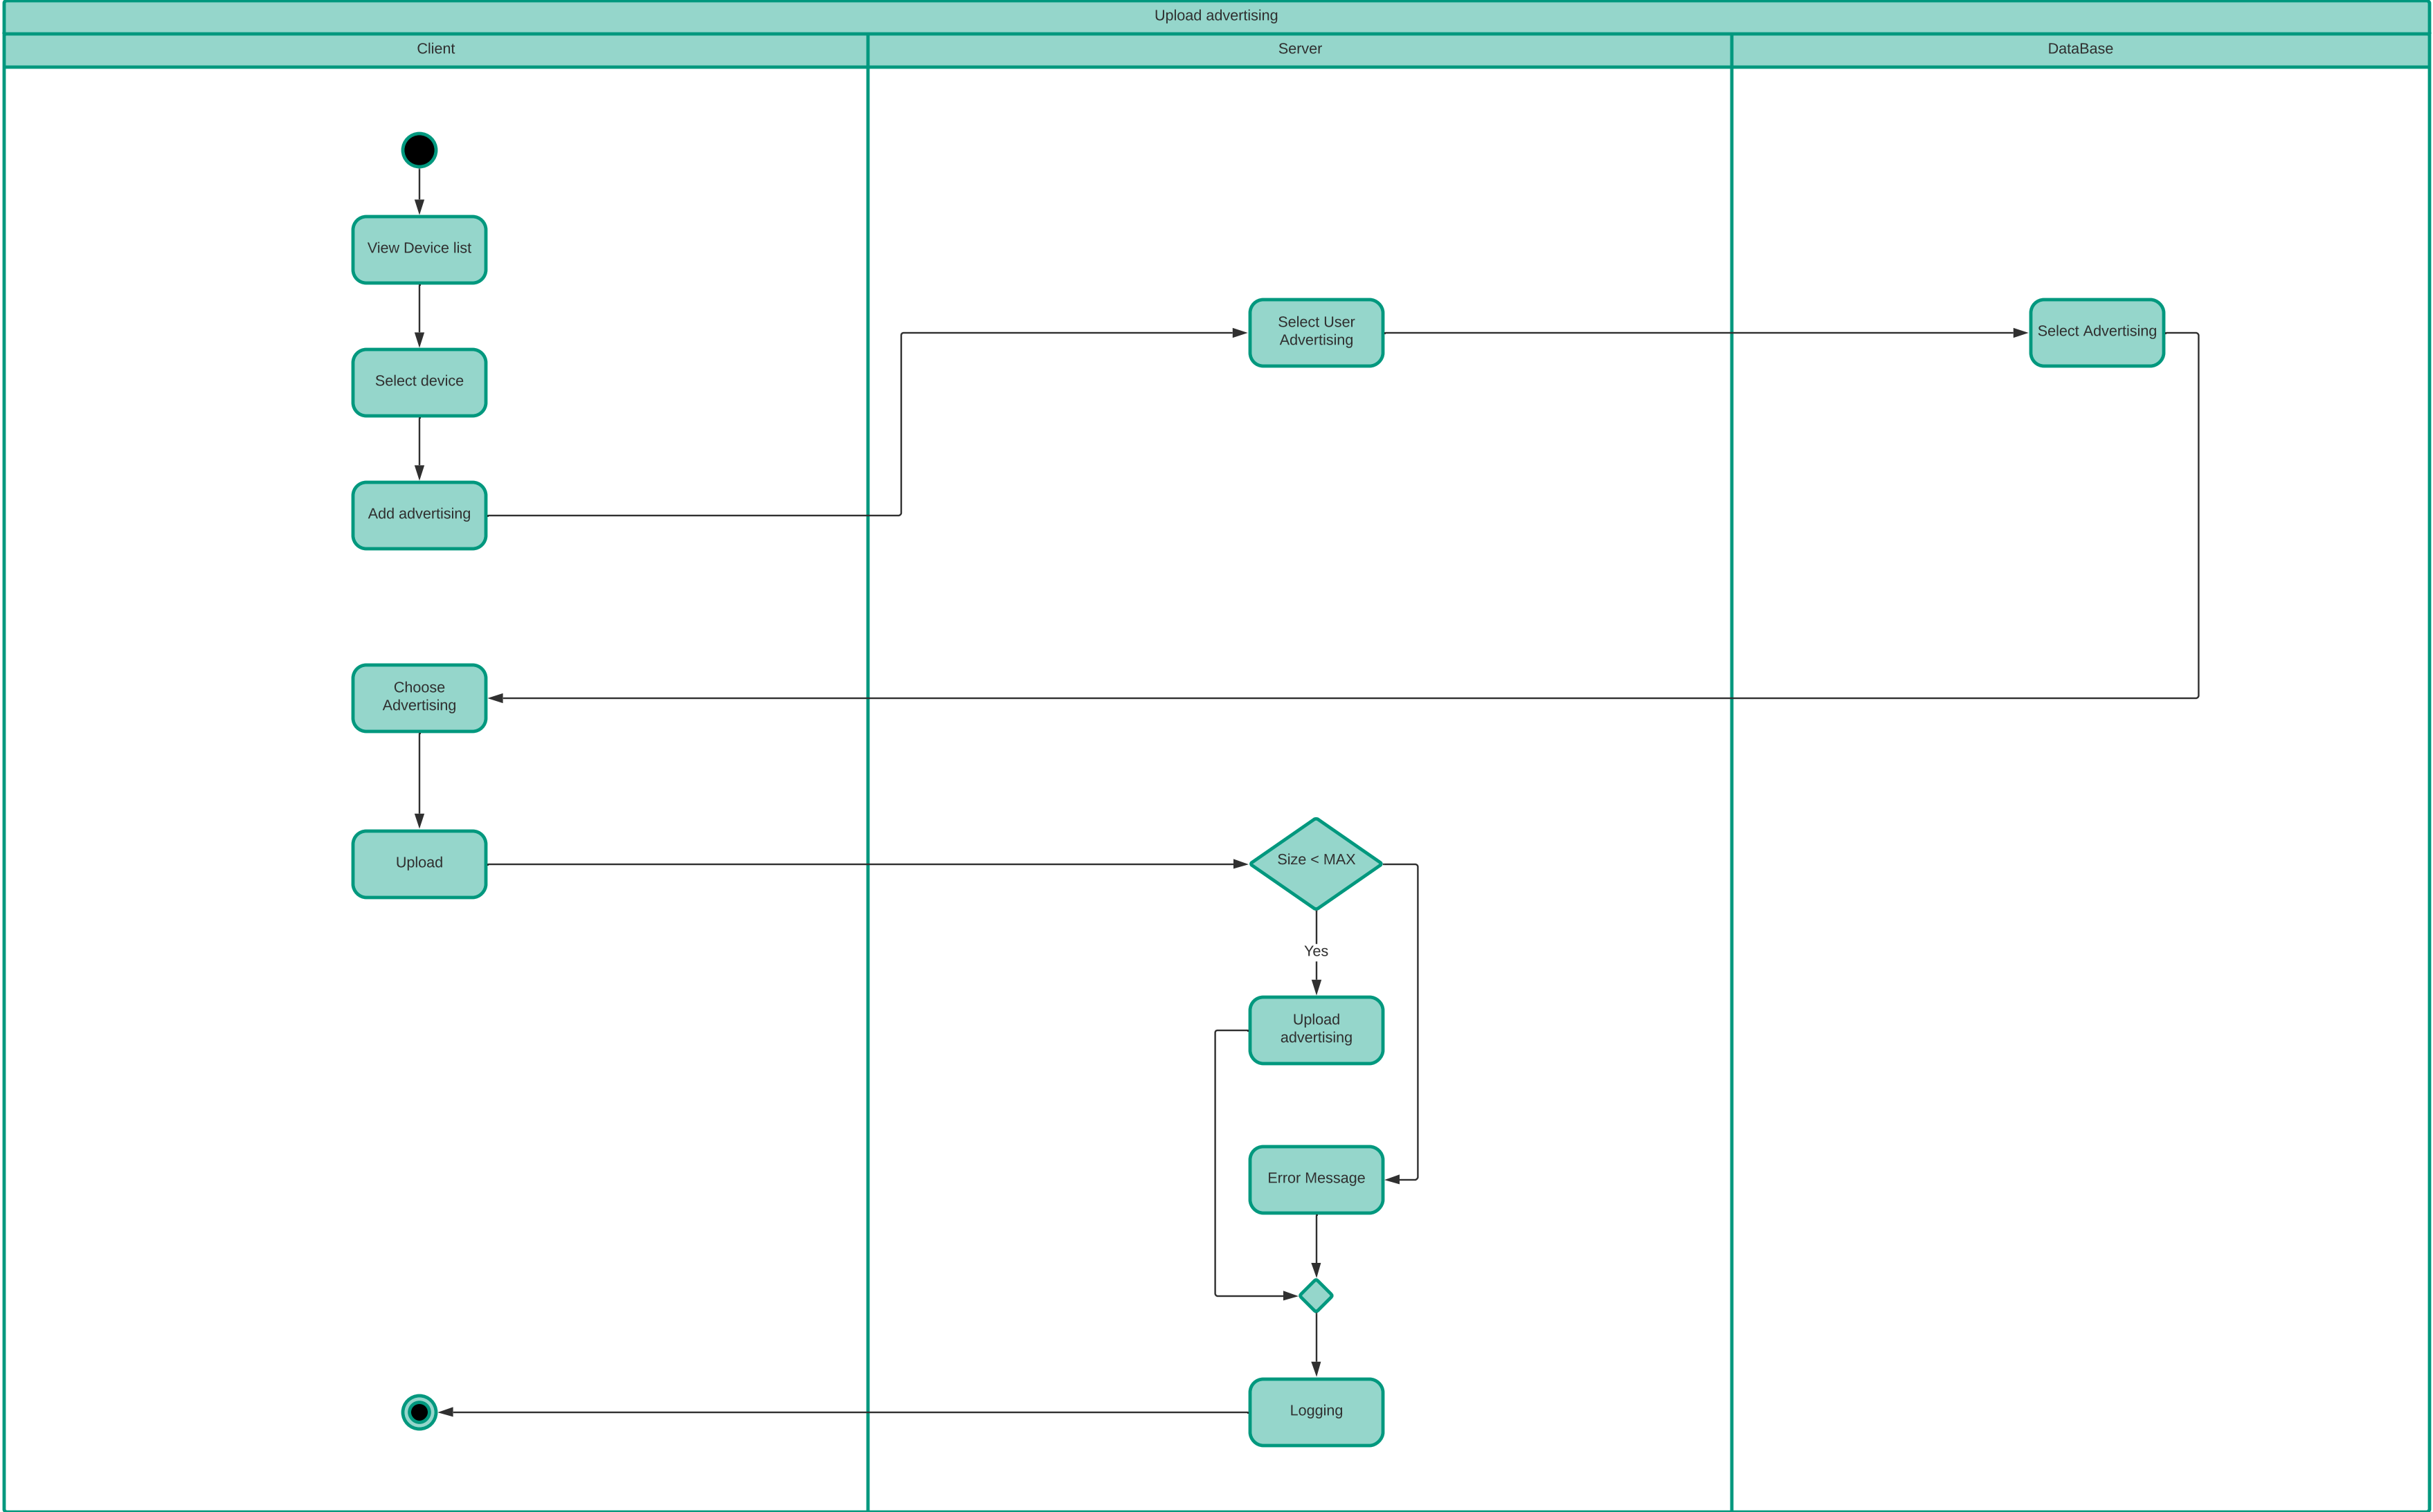 Upload advertising
Client
Server
DataBase
View Device list
Select User
Advertising
Select Advertising
Select device
Add advertising
Choose
Advertising
Upload
Size < MAX
Yes
Upload
advertising
Error Message
Logging